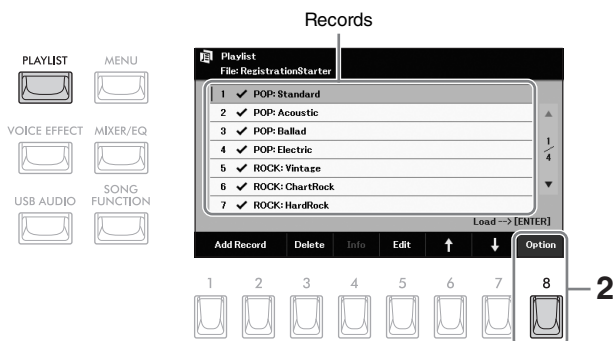 Records
PLAYLIST MENU
VOICE EFFECT MIXER/EQ
USB AUDIO SONG FUNCTION
Playlist
File: RegistrationStarter
1 ✔ POP: Standard
2 ✔ POP: Acoustic
3 ✔ POP: Ballad
4 ✔ POP: Electric
5 ✔ ROCK: Vintage
6 ✔ ROCK: ChartRock
7 ✔ ROCK: HardRock
▲
1/4
▼
Load-->[ENTER]
Add Record Delete Info Edit ↑ ↓ Option
1 2 3 4 5 6 7 8
2